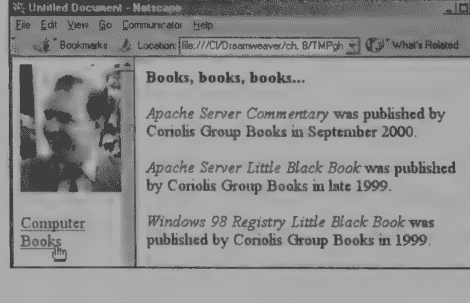 Untitled Document - Netscape
File Edit View Go Communicator Help
Bookmarks Location: file:///C|/Dreamweaver/ch. 8/TMPgh What's Related
Books, books, books...
Apache Server Commentary was published by
Coriolis Group Books in September 2000.
Apache Server Little Black Book was published
by Coriolis Group Books in late 1999.
Windows 98 Registry Little Black Book was
published by Coriolis Group Books in 1999.
Computer
Books